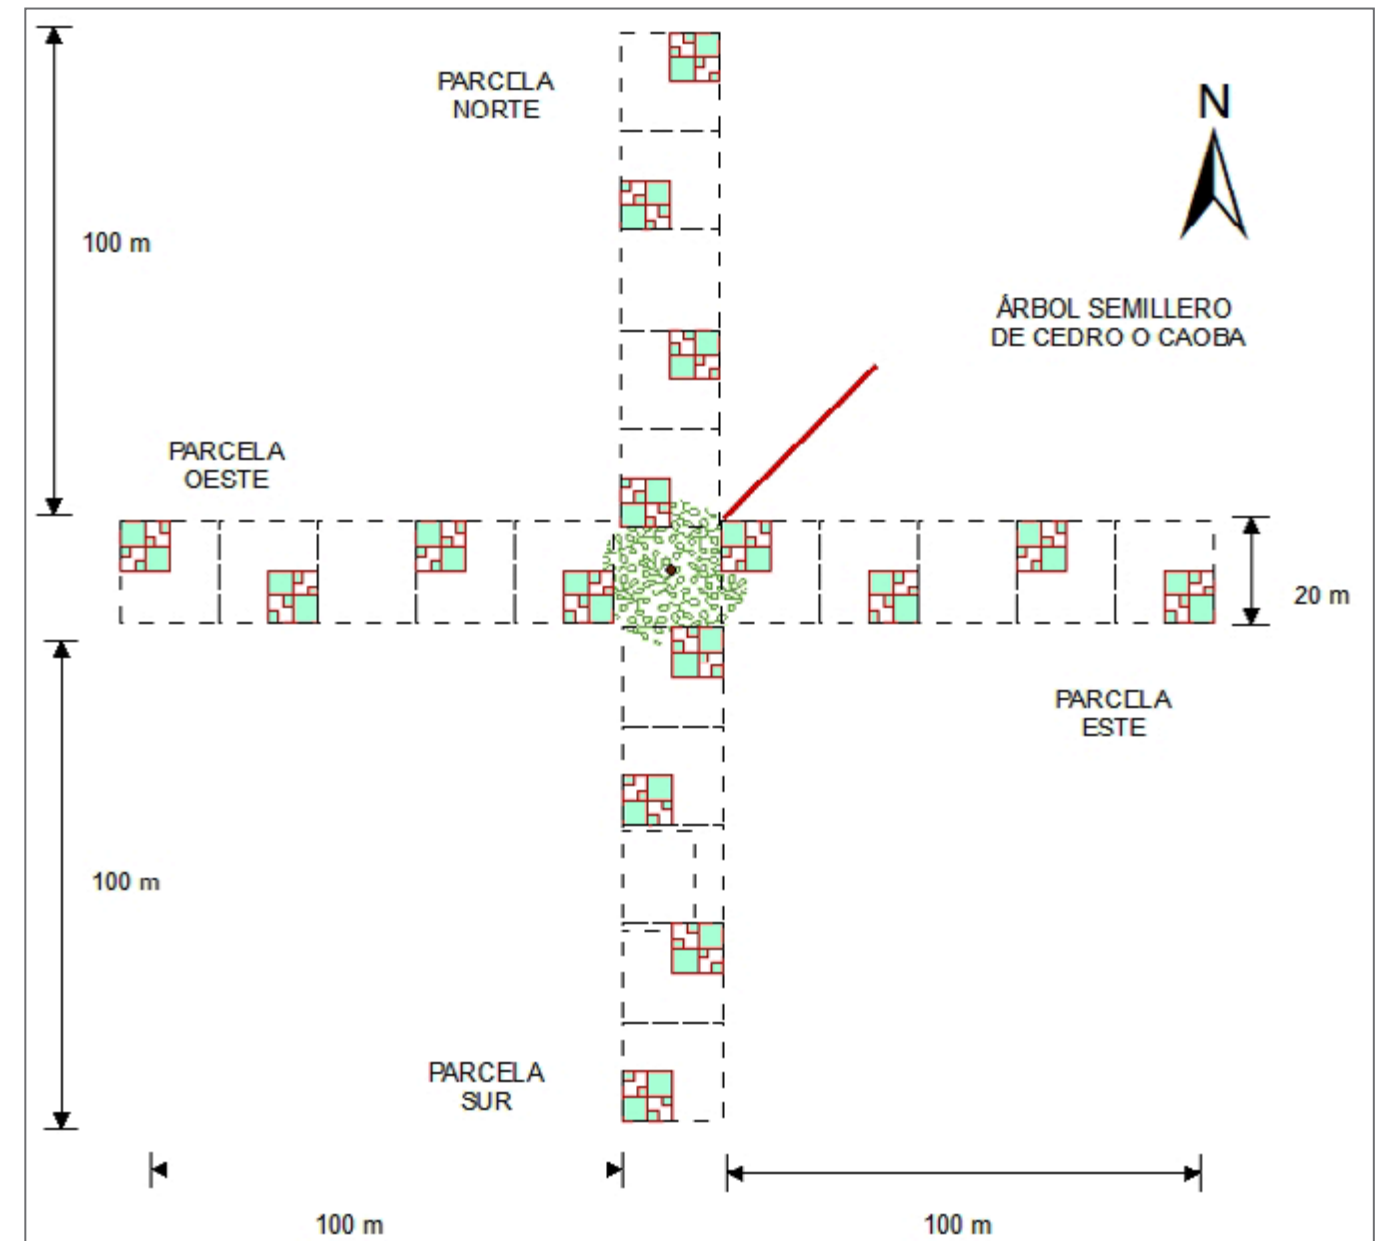 PARCELA
NORTE
N
100 m
ÁRBOL SEMILLERO
DE CEDRO O CAOBA
PARCELA
OESTE
20 m
PARCELA
ESTE
100 m
PARCELA
SUR
100 m
100 m